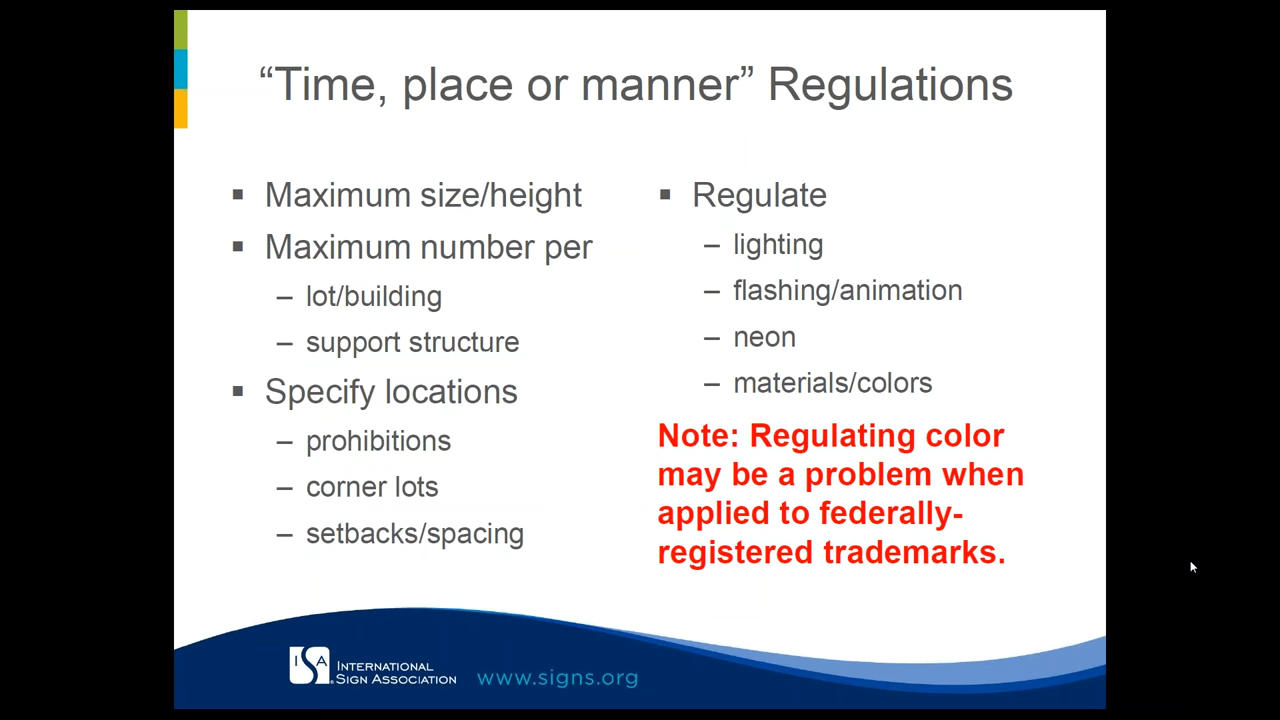 “Time, place or manner” Regulations
▪ Maximum size/height
▪ Maximum number per
– lot/building
– support structure
▪ Specify locations
– prohibitions
– corner lots
– setbacks/spacing
▪ Regulate
– lighting
– flashing/animation
– neon
– materials/colors
Note: Regulating color
may be a problem when
applied to federally-
registered trademarks.
ISA
INTERNATIONAL
SIGN ASSOCIATION
www.signs.org